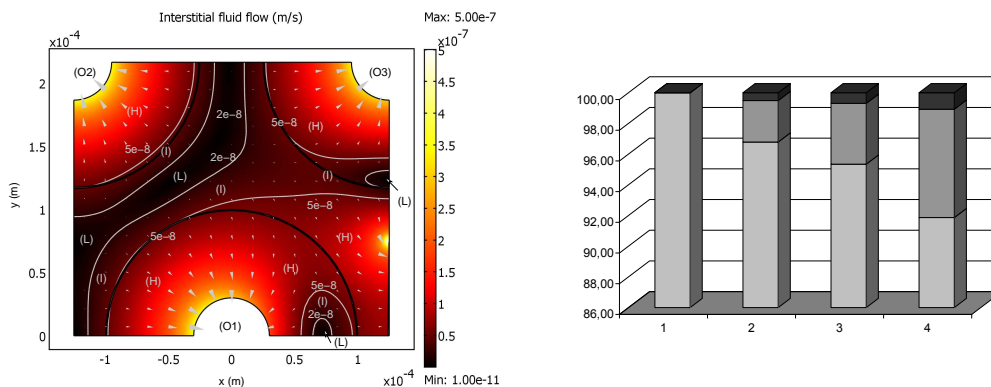 Interstitial fluid flow (m/s)
Max: 5.00e-7
x10⁻⁴
x10⁻⁷
5
4.5
4
3.5
3
2.5
2
1.5
1
0.5
Min: 1.00e-11
y (m)
2
1.5
1
0.5
0
-1
-0.5
0
0.5
1
x (m)
x10⁻⁴
(O2)
(O3)
(H)
2e-8
5e-8
(H)
5e-8
(I)
2e-8
(I)
(L)
(I)
(L)
5e-8
(L)
5e-8
(H)
(I)
(H)
(H)
5e-8
(I)
2e-8
(O1)
(L)
100,00
98,00
96,00
94,00
92,00
90,00
88,00
86,00
1
2
3
4